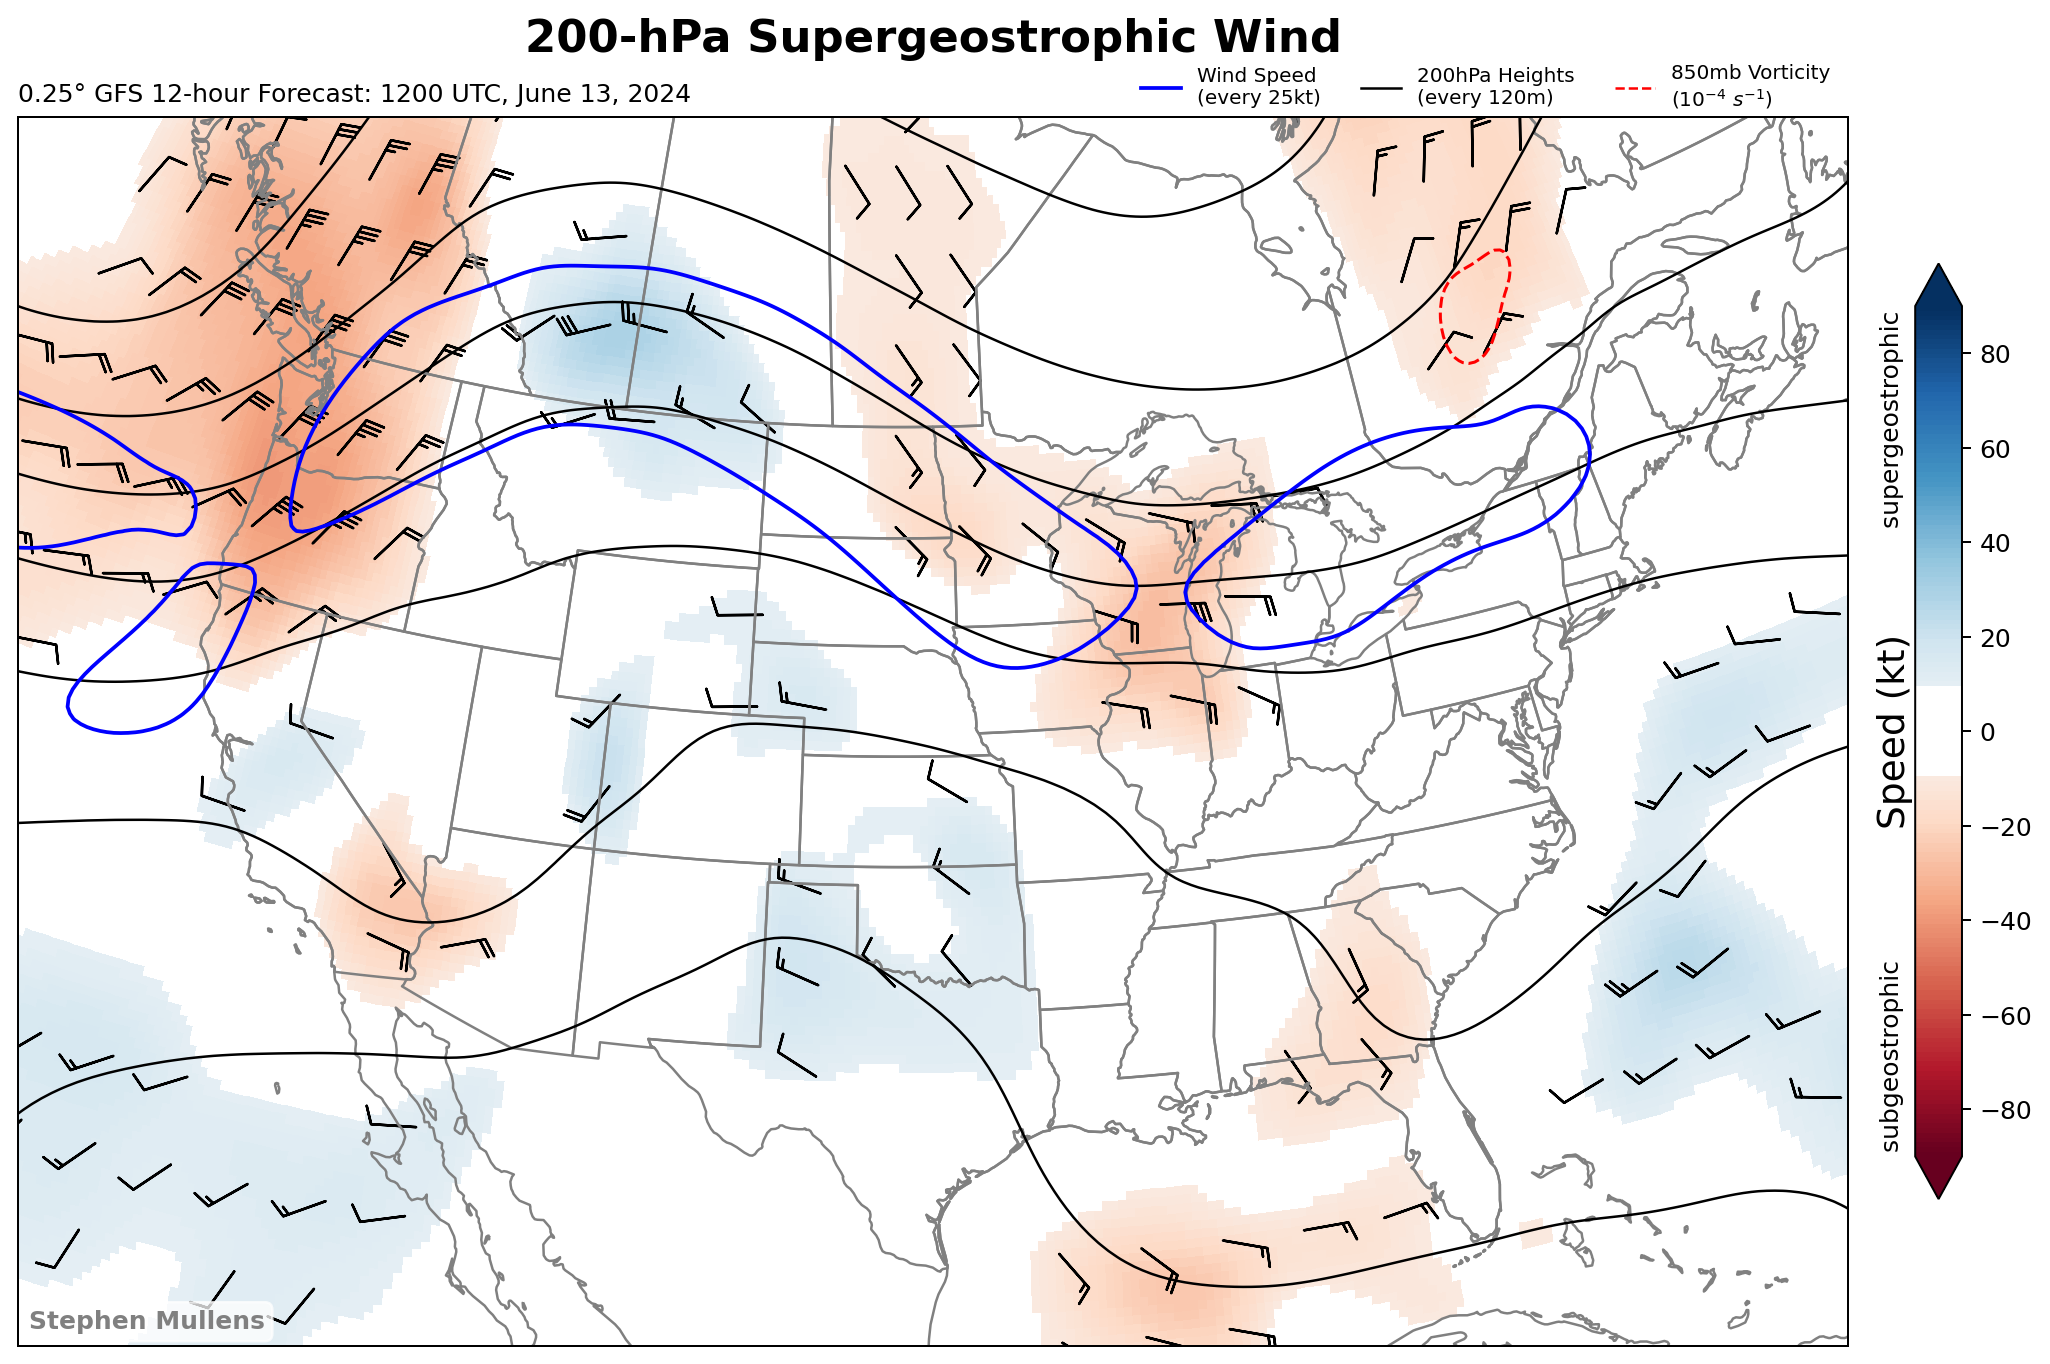 200-hPa Supergeostrophic Wind
0.25° GFS 12-hour Forecast: 1200 UTC, June 13, 2024
Wind Speed
(every 25kt)
200hPa Heights
(every 120m)
850mb Vorticity
(10⁻⁴ s⁻¹)
supergeostrophic
Speed (kt)
subgeostrophic
80
60
40
20
0
−20
−40
−60
−80
Stephen Mullens